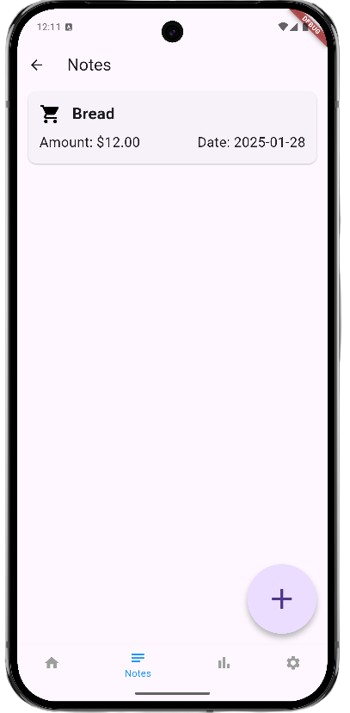 12:11
DEBUG
Notes
Bread
Amount: $12.00 Date: 2025-01-28
Notes